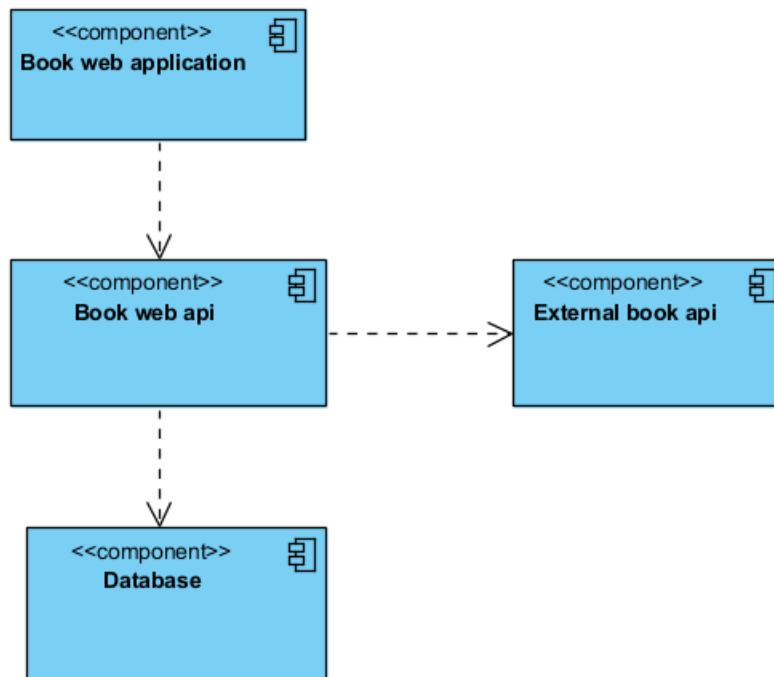 <<component>>
Book web application
<<component>>
Book web api
<<component>>
External book api
<<component>>
Database